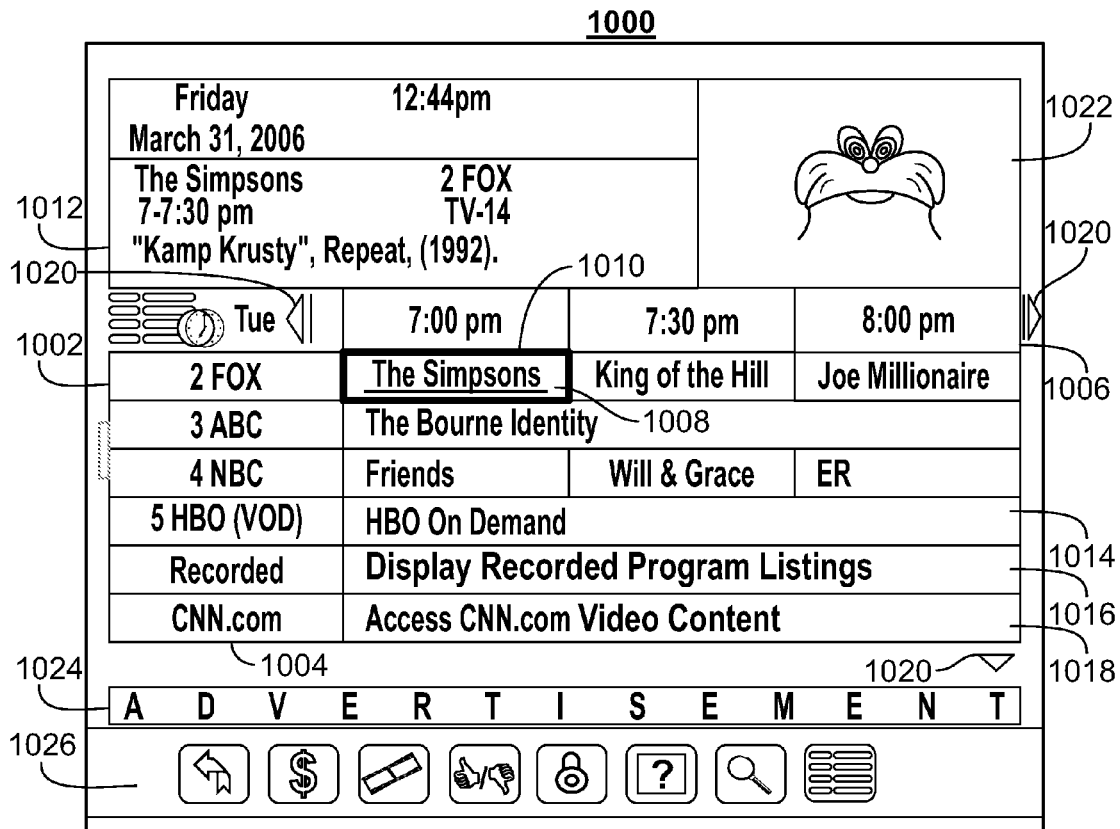 1000
Friday 12:44pm
March 31, 2006
1022
The Simpsons 2 FOX
7-7:30 pm TV-14
1012
"Kamp Krusty", Repeat, (1992).
1020
1020
1010
Tue 7:00 pm 7:30 pm 8:00 pm
1002
2 FOX The Simpsons King of the Hill Joe Millionaire
1006
3 ABC The Bourne Identity 1008
4 NBC Friends Will & Grace ER
5 HBO (VOD) HBO On Demand
1014
Recorded Display Recorded Program Listings
1016
CNN.com Access CNN.com Video Content
1018
1004
1020
1024
A D V E R T I S E M E N T
1026
$ ?